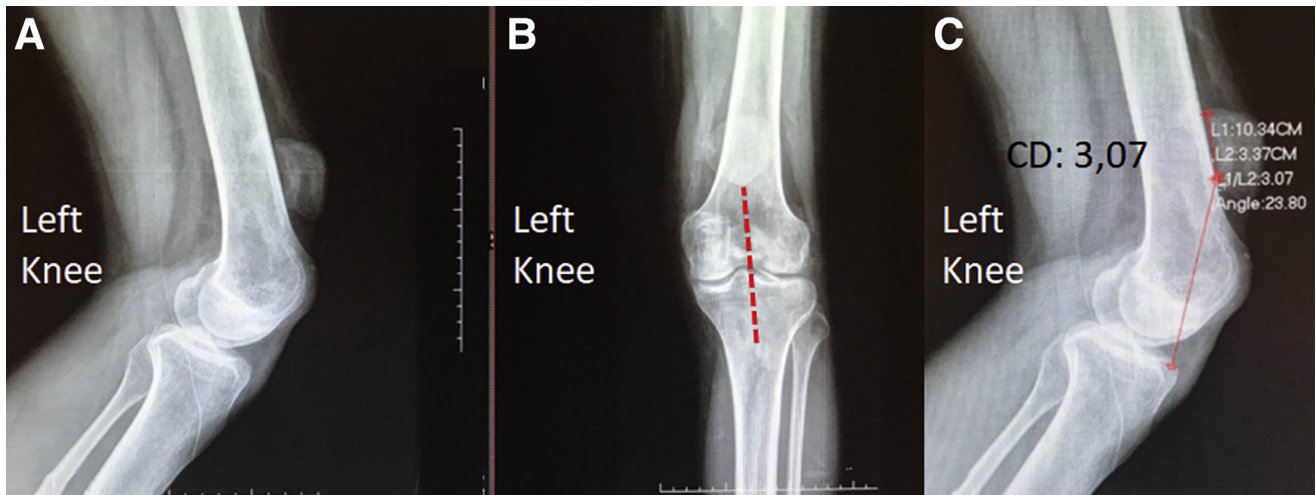 A
Left
Knee
B
Left
Knee
C
CD: 3,07
Left
Knee
L1:10.34CM
L2:3.37CM
L1/L2:3.07
Angle:23.80